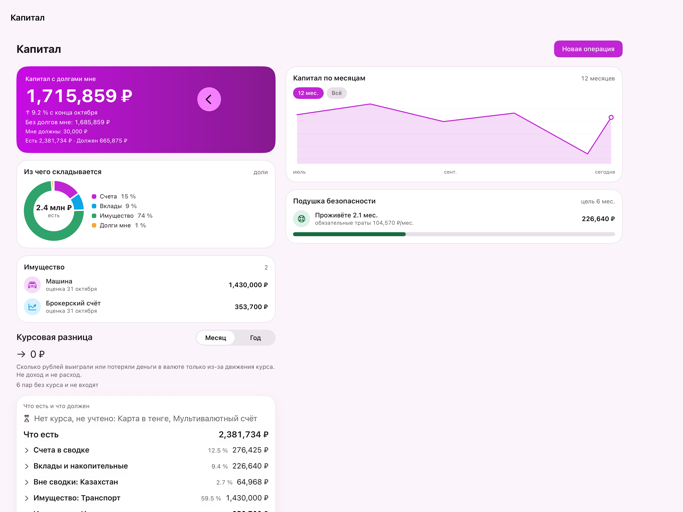 Капитал
Капитал
Новая операция
Капитал с долгами мне
1,715,859 ₽
↑ 9.2 % с конца октября
Без долгов мне: 1,685,859 ₽
Мне должны: 30,000 ₽
Есть 2,381,734 ₽ · Должен 665,875 ₽
Из чего складывается
доли
2.4 млн ₽
есть
Счета 15 %
Вклады 9 %
Имущество 74 %
Долги мне 1 %
Имущество
2
Машина
оценка 31 октября
1,430,000 ₽
Брокерский счёт
оценка 31 октября
353,700 ₽
Курсовая разница
Месяц
Год
→ 0 ₽
Сколько рублей выиграли или потеряли деньги в валюте только из-за движения курса.
Не доход и не расход.
6 пар без курса и не входят
Что есть и что должен
Нет курса, не учтено: Карта в тенге, Мультивалютный счёт
Что есть 2,381,734 ₽
Счета в сводке 12.5 % 276,425 ₽
Вклады и накопительные 9.4 % 226,640 ₽
Вне сводки: Казахстан 2.7 % 64,968 ₽
Имущество: Транспорт 59.5 % 1,430,000 ₽
Капитал по месяцам
12 месяцев
12 мес.
Всё
июль
сент.
сегодня
Подушка безопасности
цель 6 мес.
Проживёте 2.1 мес.
обязательные траты 104,570 ₽/мес.
226,640 ₽